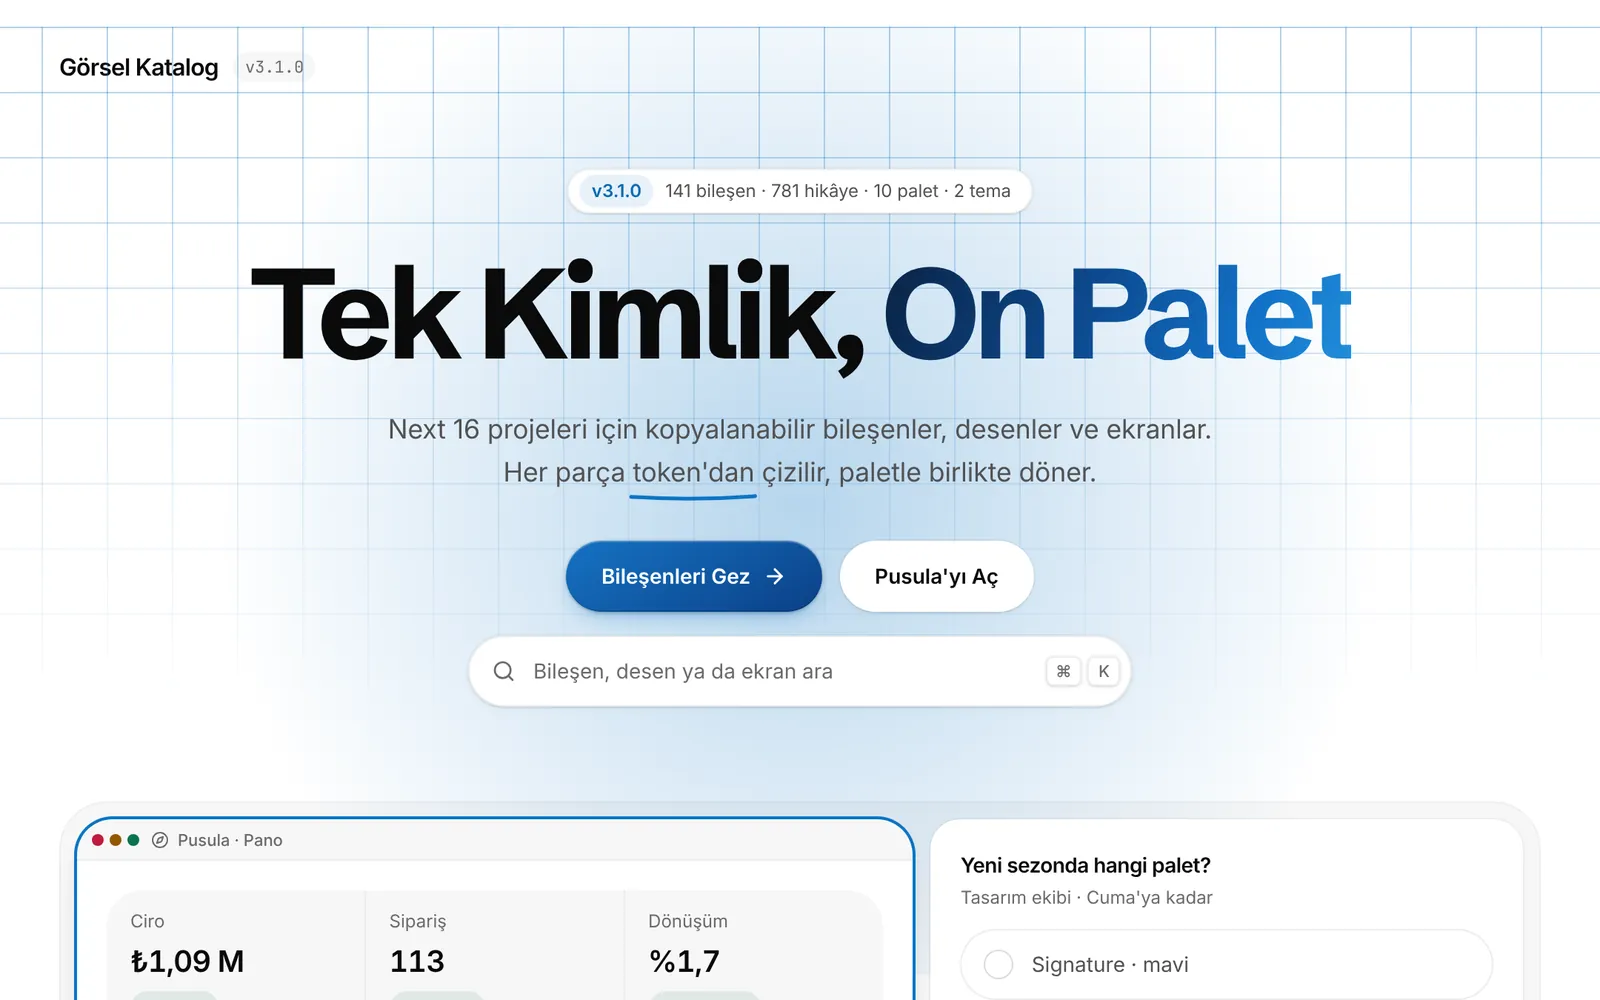 Görsel Katalog v3.1.0
v3.1.0 141 bileşen · 781 hikâye · 10 palet · 2 tema
Tek Kimlik, On Palet
Next 16 projeleri için kopyalanabilir bileşenler, desenler ve ekranlar.
Her parça token'dan çizilir, paletle birlikte döner.
Bileşenleri Gez → Pusula'yı Aç
Bileşen, desen ya da ekran ara ⌘ K
Pusula · Pano
Ciro Sipariş Dönüşüm
₺1,09 M 113 %1,7
Yeni sezonda hangi palet?
Tasarım ekibi · Cuma'ya kadar
Signature · mavi